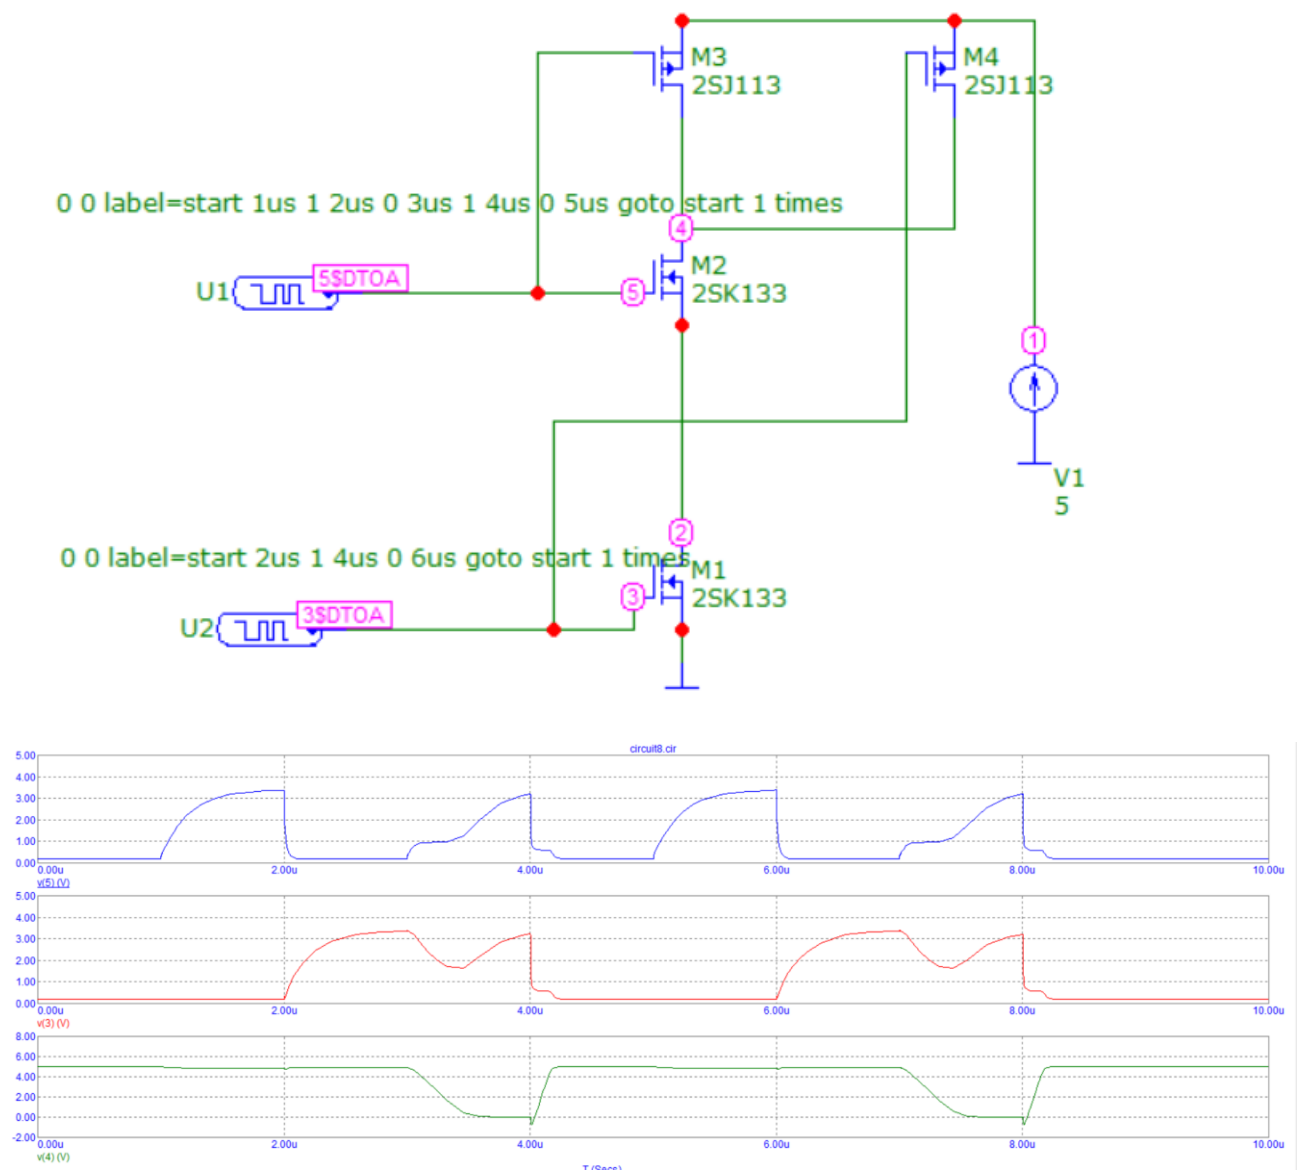 M3
2SJ113
M4
2SJ113
0 0 label=start 1us 1 2us 0 3us 1 4us 0 5us goto start 1 times
4
M2
2SK133
5$DTOA
U1
5
1
V1
5
2
0 0 label=start 2us 1 4us 0 6us goto start 1 times
M1
2SK133
3
3$DTOA
U2
circuit8.cir
5.00
4.00
3.00
2.00
1.00
0.00
0.00u 2.00u 4.00u 6.00u 8.00u 10.00u
v(5) (V)
5.00
4.00
3.00
2.00
1.00
0.00
0.00u 2.00u 4.00u 6.00u 8.00u 10.00u
v(3) (V)
8.00
6.00
4.00
2.00
0.00
-2.00
0.00u 2.00u 4.00u 6.00u 8.00u 10.00u
v(4) (V)
T (Secs)